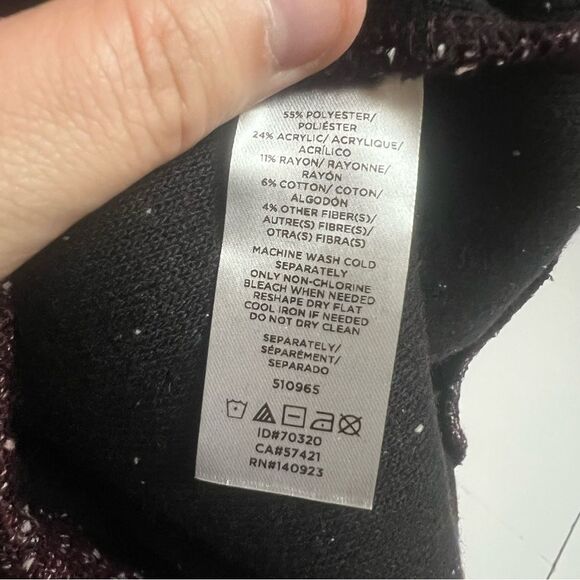 55% POLYESTER/
POLIÉSTER
24% ACRYLIC/ ACRYLIQUE/
ACRÍLICO
11% RAYON/ RAYONNE/
RAYÓN
6% COTTON/ COTON/
ALGODÓN
4% OTHER FIBER(S)/
AUTRE(S) FIBRE(S)/
OTRA(S) FIBRA(S)
MACHINE WASH COLD
SEPARATELY
ONLY NON-CHLORINE
BLEACH WHEN NEEDED
RESHAPE DRY FLAT
COOL IRON IF NEEDED
DO NOT DRY CLEAN
SEPARATELY/
SÉPARÉMENT/
SEPARADO
510965
ID#70320
CA#57421
RN#140923